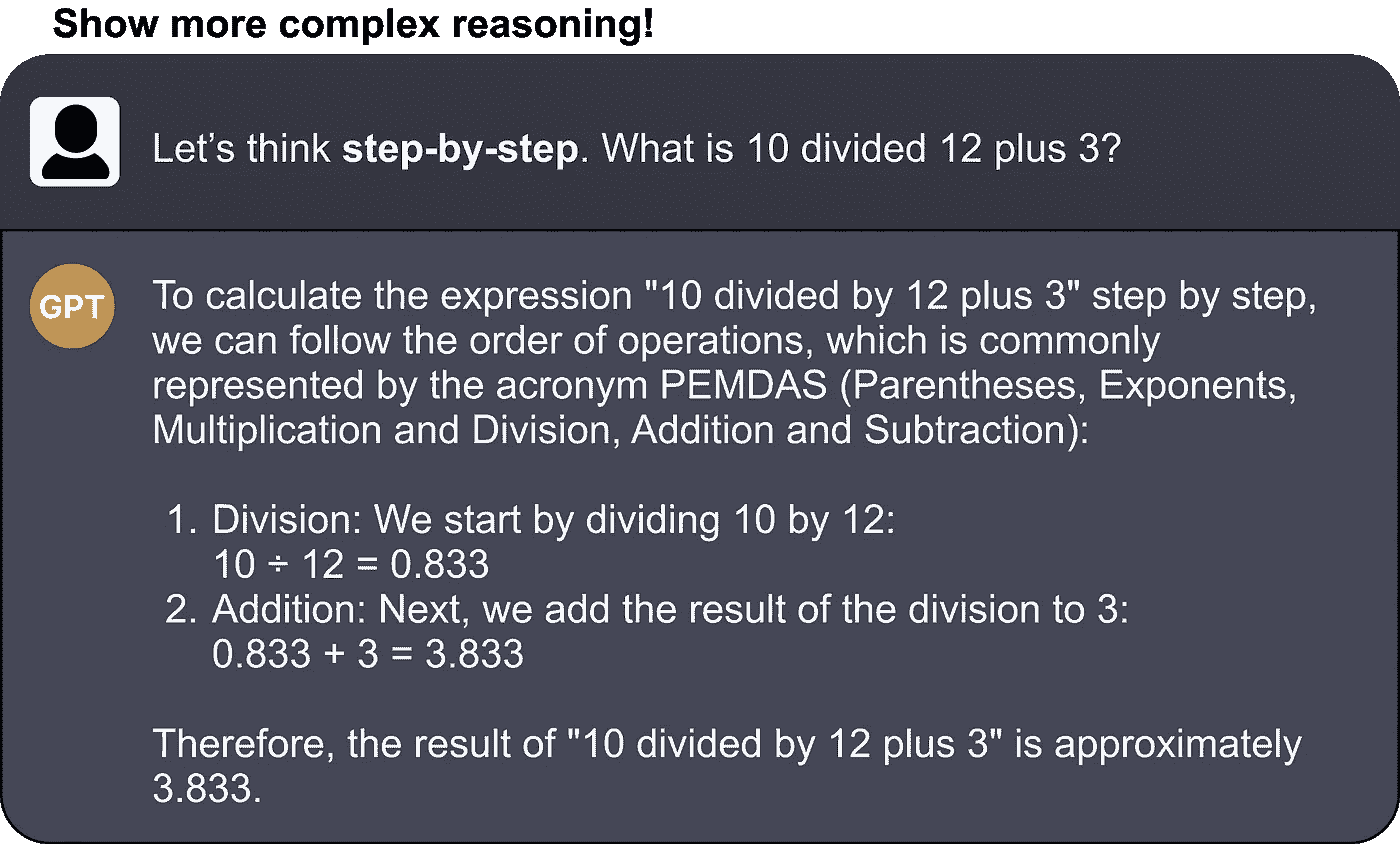 Show more complex reasoning!
Let’s think step-by-step. What is 10 divided 12 plus 3?
GPT
To calculate the expression "10 divided by 12 plus 3" step by step,
we can follow the order of operations, which is commonly
represented by the acronym PEMDAS (Parentheses, Exponents,
Multiplication and Division, Addition and Subtraction):
1. Division: We start by dividing 10 by 12:
10 ÷ 12 = 0.833
2. Addition: Next, we add the result of the division to 3:
0.833 + 3 = 3.833
Therefore, the result of "10 divided by 12 plus 3" is approximately
3.833.